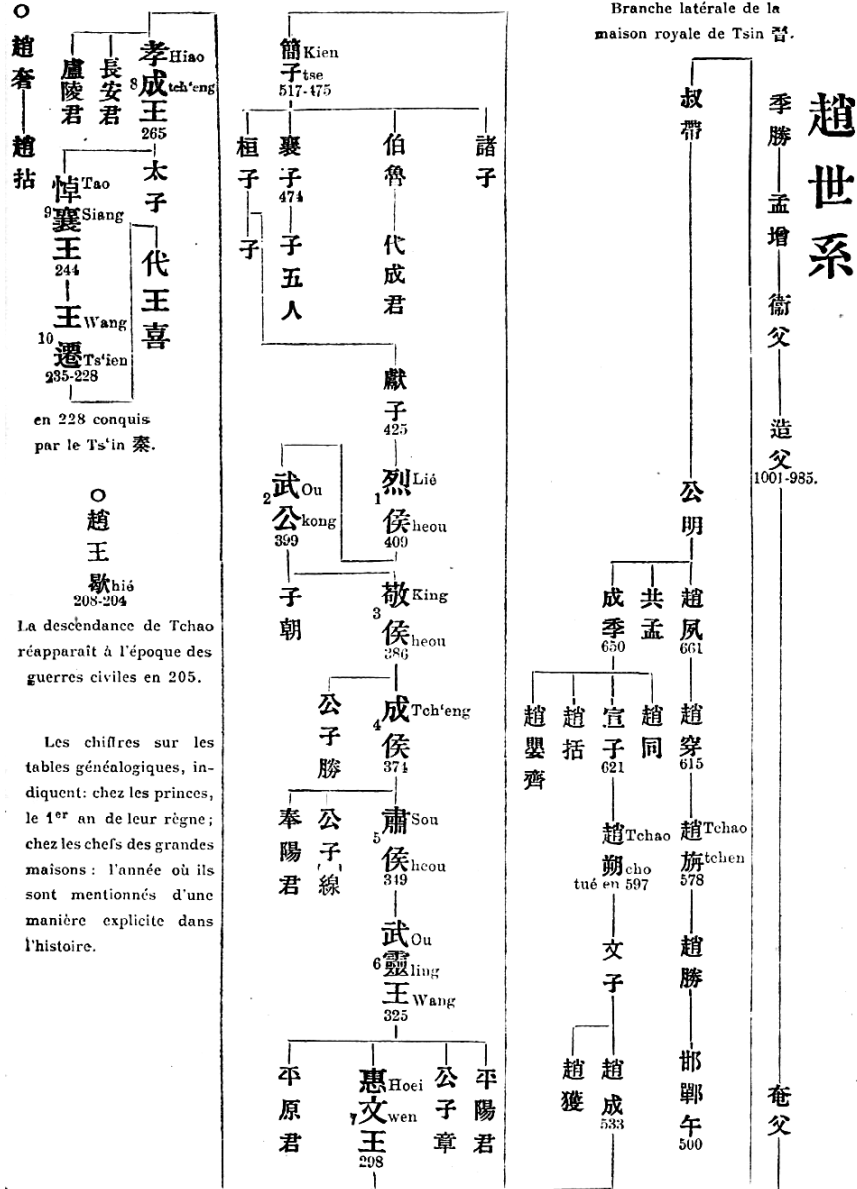 趙世系
Branche latérale de la
maison royale de Tsin 晉.
季勝
孟增
衞父
造父
1001-985.
奄父
叔帶
公明
趙夙
661
趙穿
615
趙旃
Tchao
tchen
578
趙勝
邯鄲午
500
共孟
成季
650
趙同
宣子
621
趙括
趙嬰齊
趙朔
Tchao
cho
tué en 597
文子
趙成
533
趙獲
簡子
Kien
tse
517-475
諸子
伯魯
代成君
襄子
474
子五人
桓子
子
獻子
425
1
烈侯
Lié
heou
409
2
武公
Ou
kong
399
3
敬侯
King
heou
386
子朝
4
成侯
Tch'eng
374
公子勝
5
肅侯
Sou
heou
349
公子緤
奉陽君
6
武靈王
Ou
ling
Wang
325
平陽君
公子章
7
惠文王
Hoei
wen
298
平原君
8
孝成王
Hiao
tch'eng
265
長安君
盧陵君
太子
9
悼襄王
Tao
Siang
244
代王喜
10
王遷
Wang
Ts'ien
235-228
趙奢
趙括
en 228 conquis
par le Ts'in 秦.
趙王歇
hié
208-204
La descendance de Tchao
réapparaît à l'époque des
guerres civiles en 205.
Les chiffres sur les
tables généalogiques, in-
diquent: chez les princes,
le 1er an de leur règne;
chez les chefs des grandes
maisons : l'année où ils
sont mentionnés d'une
manière explicite dans
l'histoire.